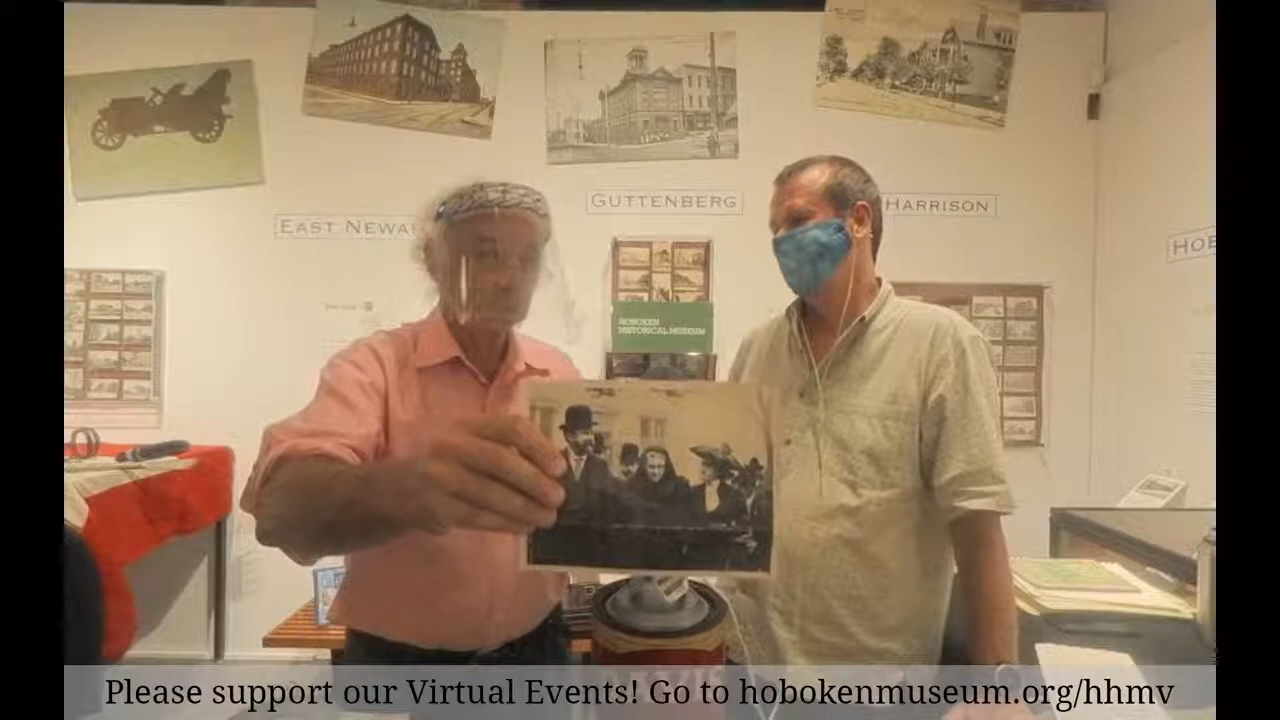 GUTTENBERG
HARRISON
EAST NEWA
HOB
HOBOKEN
HISTORICAL MUSEUM
Please support our Virtual Events! Go to hobokenmuseum.org/hhmv